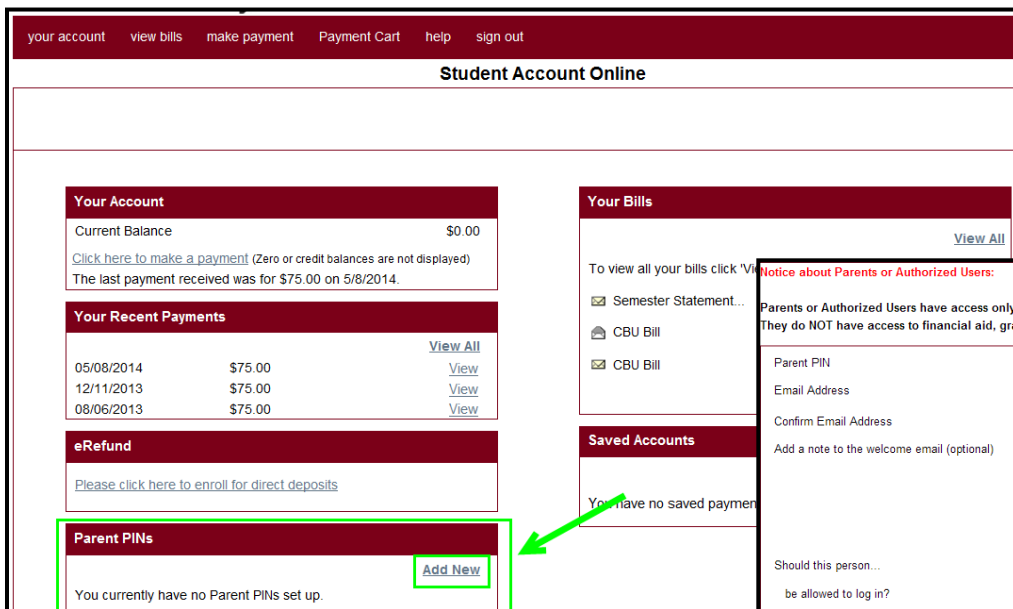 your account view bills make payment Payment Cart help sign out
Student Account Online
Your Account
Current Balance $0.00
Click here to make a payment (Zero or credit balances are not displayed)
The last payment received was for $75.00 on 5/8/2014.
Your Recent Payments
View All
05/08/2014 $75.00 View
12/11/2013 $75.00 View
08/06/2013 $75.00 View
eRefund
Please click here to enroll for direct deposits
Parent PINs
Add New
You currently have no Parent PINs set up.
Your Bills
View All
To view all your bills click
Semester Statement...
CBU Bill
CBU Bill
Saved Accounts
You have no saved
Notice about Parents or Authorized Users:
Parents or Authorized Users have access only
They do NOT have access to financial aid,
Parent PIN
Email Address
Confirm Email Address
Add a note to the welcome email (optional)
Should this person...
be allowed to log in?